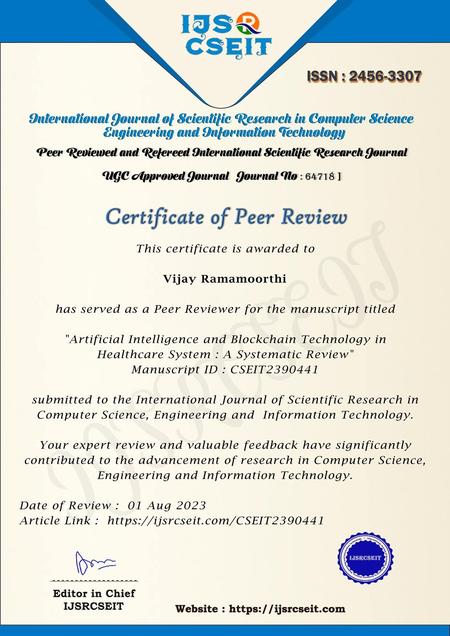 IJSR
CSEIT
ISSN : 2456-3307
International Journal of Scientific Research in Computer Science
Engineering and Information Technology
Peer Reviewed and Refereed International Scientific Research Journal
UGC Approved Journal Journal No : 64718 ]
Certificate of Peer Review
This certificate is awarded to
Vijay Ramamoorthi
has served as a Peer Reviewer for the manuscript titled
"Artificial Intelligence and Blockchain Technology in
Healthcare System : A Systematic Review"
Manuscript ID : CSEIT2390441
submitted to the International Journal of Scientific Research in
Computer Science, Engineering and Information Technology.
Your expert review and valuable feedback have significantly
contributed to the advancement of research in Computer Science,
Engineering and Information Technology.
Date of Review : 01 Aug 2023
Article Link : https://ijsrcseit.com/CSEIT2390441
Editor in Chief
IJSRCSEIT
IJSRCSEIT
Website : https://ijsrcseit.com